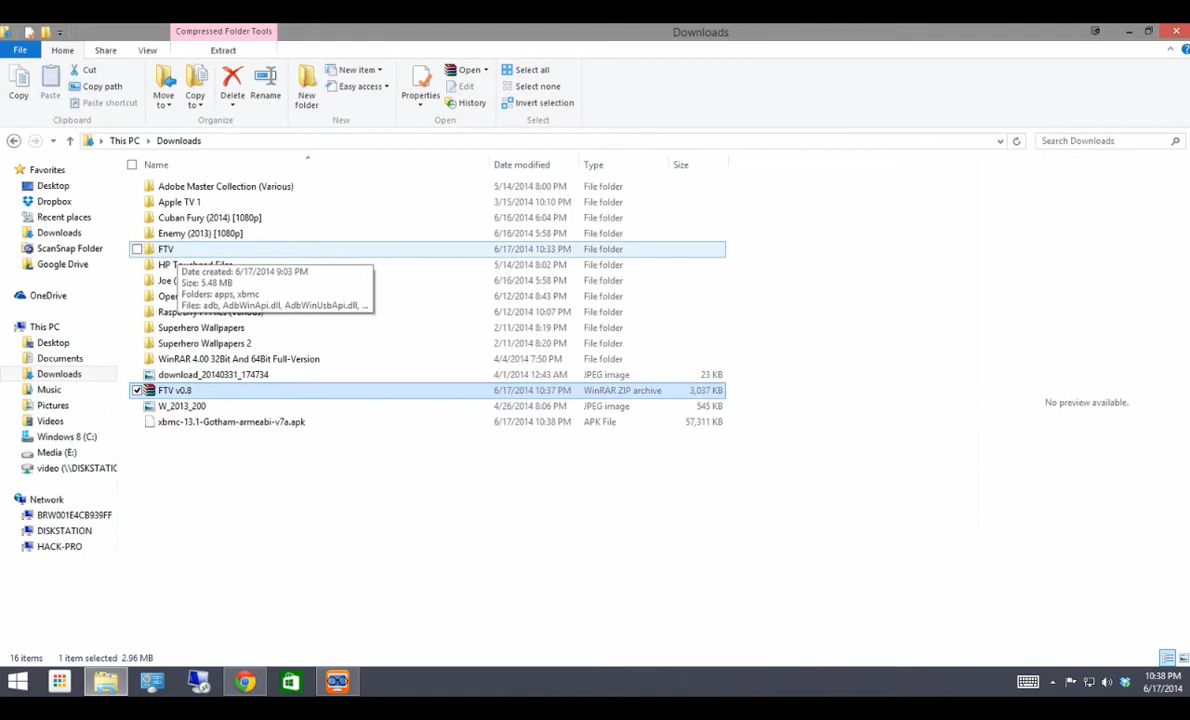 Compressed Folder Tools
Downloads
File Home Share View Extract
Copy
Paste
Cut
Copy path
Paste shortcut
Clipboard
Move to
Copy to
Delete
Rename
Organize
New folder
New item
Easy access
New
Properties
Open
Edit
History
Open
Select all
Select none
Invert selection
Select
This PC Downloads
Search Downloads
Favorites
Desktop
Dropbox
Recent places
Downloads
ScanSnap Folder
Google Drive
OneDrive
This PC
Desktop
Documents
Downloads
Music
Pictures
Videos
Windows 8 (C:)
Media (E:)
video (\\DISKSTATIO
Network
BRW001E4CB939FF
DISKSTATION
HACK-PRO
Name Date modified Type Size
Adobe Master Collection (Various) 5/14/2014 8:00 PM File folder
Apple TV 1 3/15/2014 10:10 PM File folder
Cuban Fury (2014) [1080p] 6/16/2014 6:04 PM File folder
Enemy (2013) [1080p] 6/16/2014 5:58 PM File folder
FTV 6/17/2014 10:33 PM File folder
HP Touchpad Files 5/14/2014 8:02 PM File folder
Joe ( 6/16/2014 5:58 PM File folder
Ope 6/12/2014 8:43 PM File folder
Raspberry Pi Files (Various) 6/12/2014 10:07 PM File folder
Superhero Wallpapers 2/11/2014 8:19 PM File folder
Superhero Wallpapers 2 2/11/2014 8:20 PM File folder
WinRAR 4.00 32Bit And 64Bit Full-Version 4/4/2014 7:50 PM File folder
download_20140331_174734 4/1/2014 12:43 AM JPEG image 23 KB
FTV v0.8 6/17/2014 10:37 PM WinRAR ZIP archive 3,037 KB
W_2013_200 4/26/2014 8:06 PM JPEG image 545 KB
xbmc-13.1-Gotham-armeabi-v7a.apk 6/17/2014 10:38 PM APK File 57,311 KB
Date created: 6/17/2014 9:03 PM
Size: 5.48 MB
Folders: apps, xbmc
Files: adb, AdbWinApi.dll, AdbWinUsbApi.dll, ...
No preview available.
16 items 1 item selected 2.96 MB
10:38 PM
6/17/2014